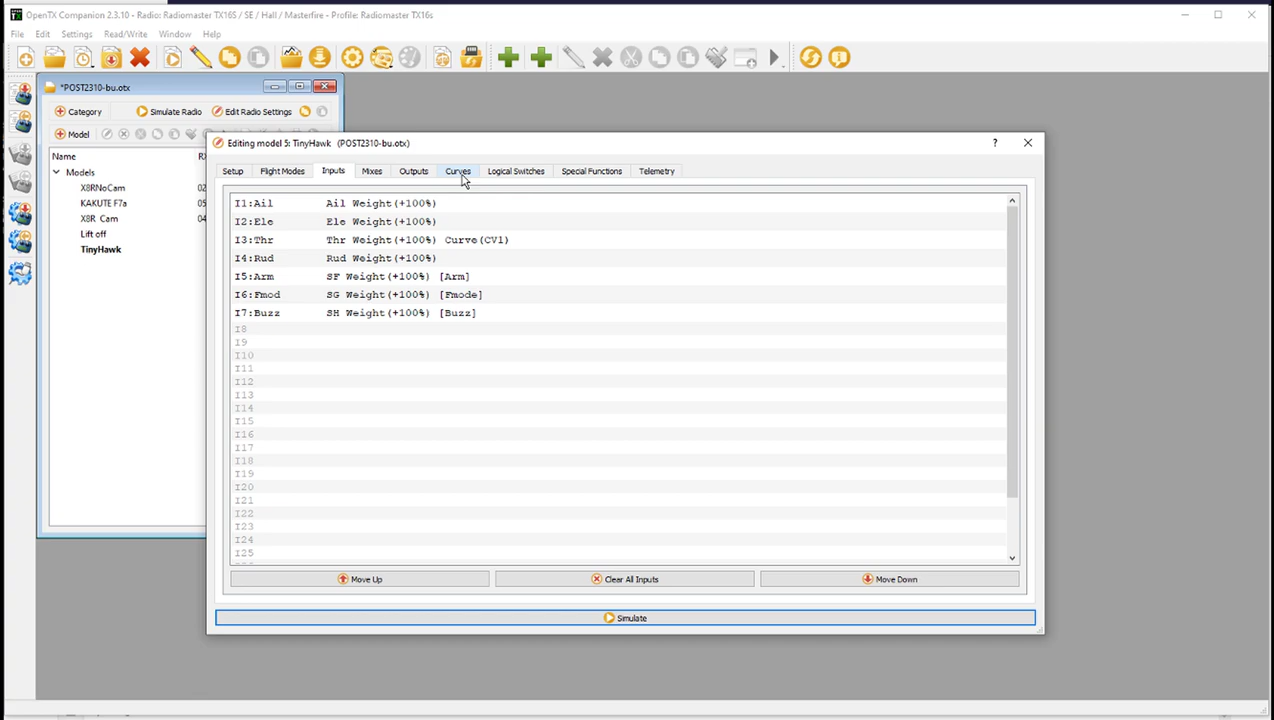 OpenTX Companion 2.3.10 - Radio: Radiomaster TX16S / SE / Hall / Masterfire - Profile: Radiomaster TX16s
File Edit Settings Read/Write Window Help
*POST2310-bu.otx
Category Simulate Radio Edit Radio Settings
Model
Name
Models
X8RNoCam 02
KAKUTE F7a 05
X8R Cam 04
Lift off
TinyHawk
Editing model 5: TinyHawk (POST2310-bu.otx)
Setup Flight Modes Inputs Mixes Outputs Curves Logical Switches Special Functions Telemetry
I1:Ail Ail Weight(+100%)
I2:Ele Ele Weight(+100%)
I3:Thr Thr Weight(+100%) Curve(CV1)
I4:Rud Rud Weight(+100%)
I5:Arm SF Weight(+100%) [Arm]
I6:Fmod SG Weight(+100%) [Fmode]
I7:Buzz SH Weight(+100%) [Buzz]
I8
I9
I10
I11
I12
I13
I14
I15
I16
I17
I18
I19
I20
I21
I22
I23
I24
I25
Move Up Clear All Inputs Move Down
Simulate